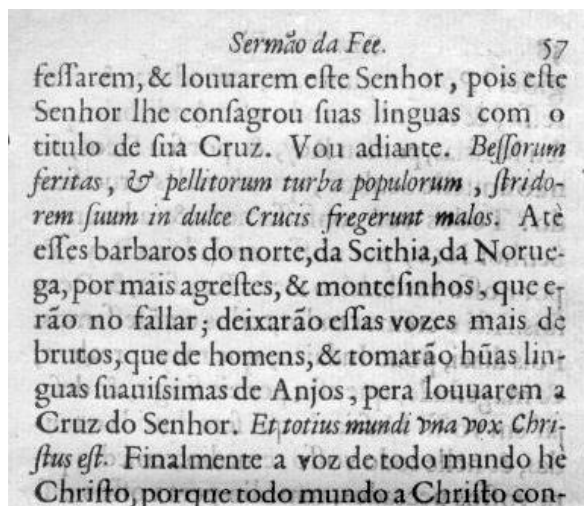 Sermão da Fee. 57
feſſarem, & louuarem eſte Senhor, pois eſte
Senhor lhe conſagrou ſuas linguas com o
titulo de ſua Cruz. Vou adiante. Beſſorum
feritas, & pellitorum turba populorum, ſtrido-
rem ſuum in dulce Crucis fregerunt malos. Atè
eſſes barbaros do norte, da Scithia, da Norue-
ga, por mais agreſtes, & monteſinhos, que e-
rão no fallar; deixarão eſſas vozes mais de
brutos, que de homens, & tomarão hũas lin-
guas ſuauiſsimas de Anjos, pera louuarem a
Cruz do Senhor. Et totius mundi vna vox Chri-
ſtus eſt. Finalmente a voz de todo mundo he
Chriſto, porque todo mundo a Chriſto con-